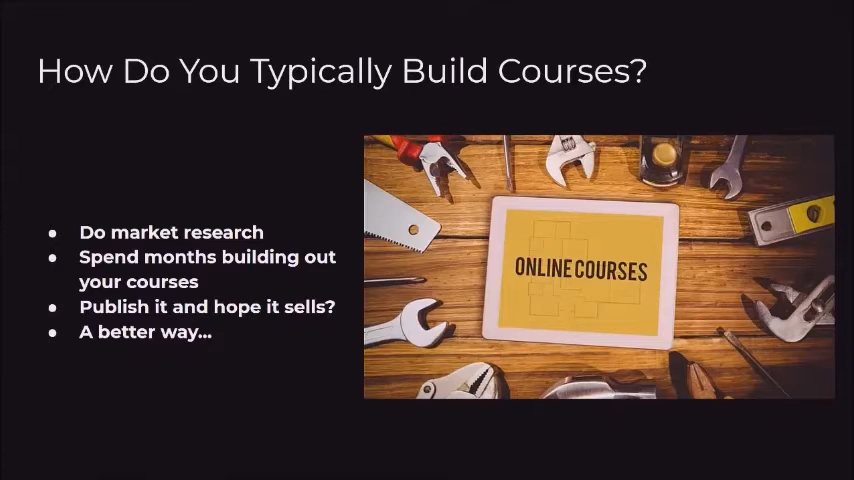 How Do You Typically Build Courses?
● Do market research
● Spend months building out
your courses
● Publish it and hope it sells?
● A better way...
ONLINE COURSES